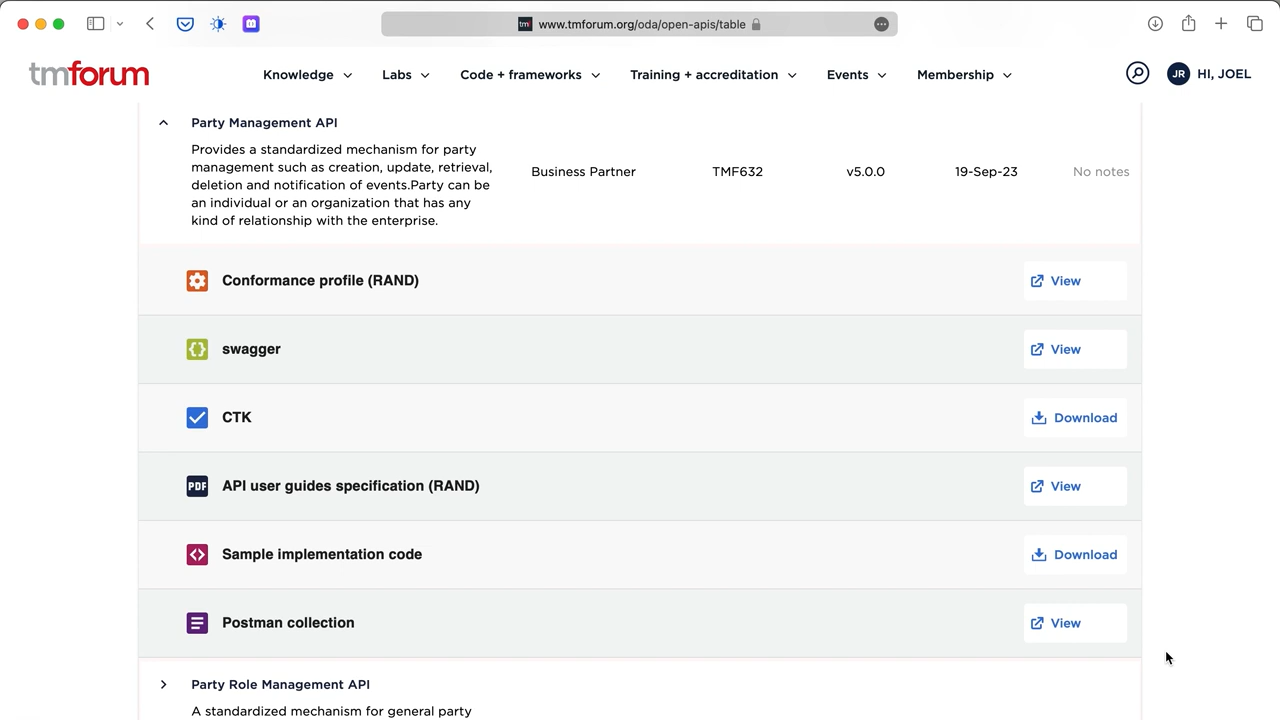 tm www.tmforum.org/oda/open-apis/table
tmforum
Knowledge Labs Code + frameworks Training + accreditation Events Membership JR HI, JOEL
Party Management API
Provides a standardized mechanism for party
management such as creation, update, retrieval,
deletion and notification of events.Party can be
an individual or an organization that has any
kind of relationship with the enterprise.
Business Partner TMF632 v5.0.0 19-Sep-23 No notes
Conformance profile (RAND) View
swagger View
CTK Download
PDF API user guides specification (RAND) View
Sample implementation code Download
Postman collection View
Party Role Management API
A standardized mechanism for general party